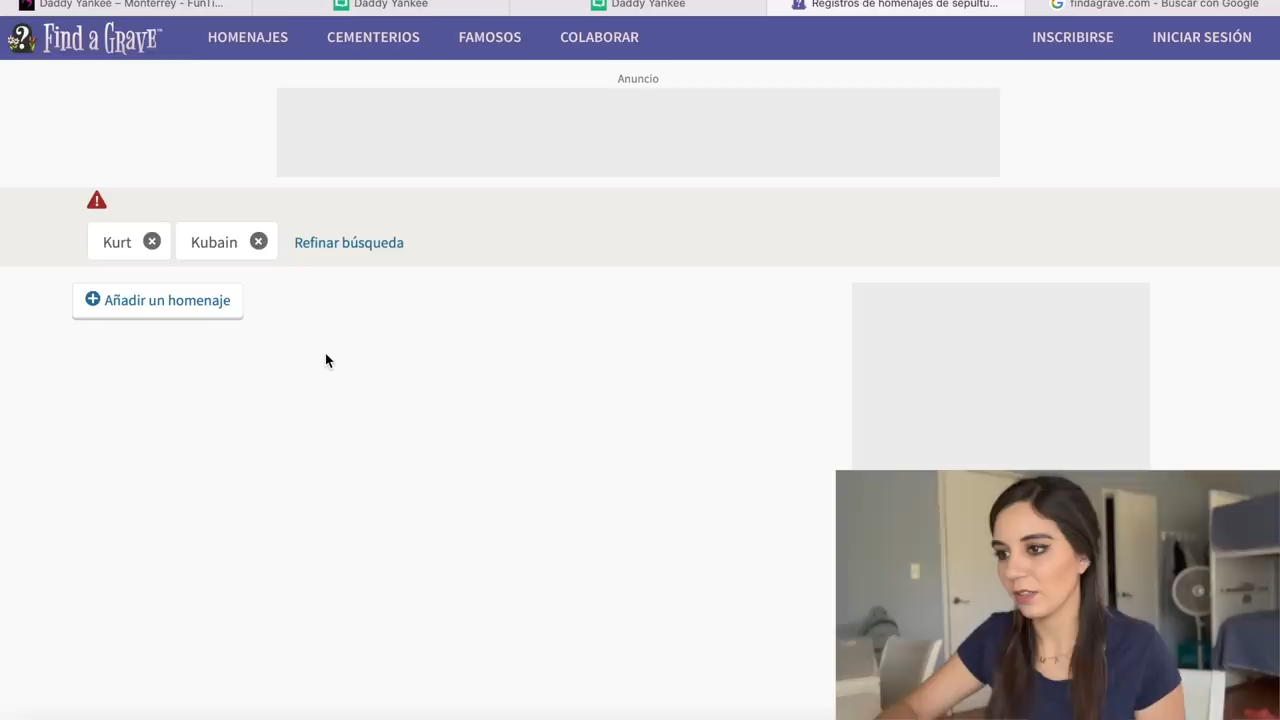 Daddy Yankee – Monterrey - FunTi...
Daddy Yankee
Daddy Yankee
Registros de homenajes de sepultu...
findagrave.com - Buscar con Google
Find a Grave™
HOMENAJES
CEMENTERIOS
FAMOSOS
COLABORAR
INSCRIBIRSE
INICIAR SESIÓN
Anuncio
Kurt
Kubain
Refinar búsqueda
Añadir un homenaje